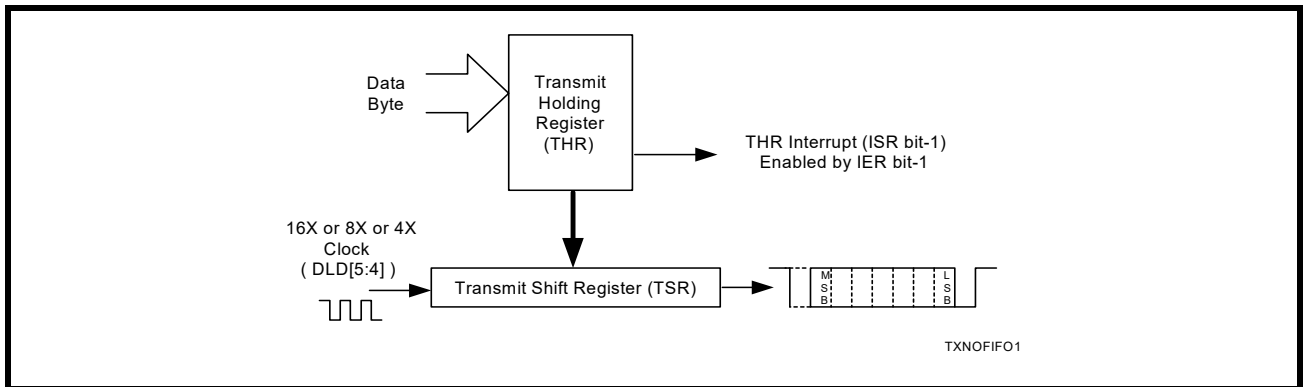 Data
Byte
Transmit
Holding
Register
(THR)
THR Interrupt (ISR bit-1)
Enabled by IER bit-1
16X or 8X or 4X
Clock
( DLD[5:4] )
Transmit Shift Register (TSR)
M
S
B
L
S
B
TXNOFIFO1